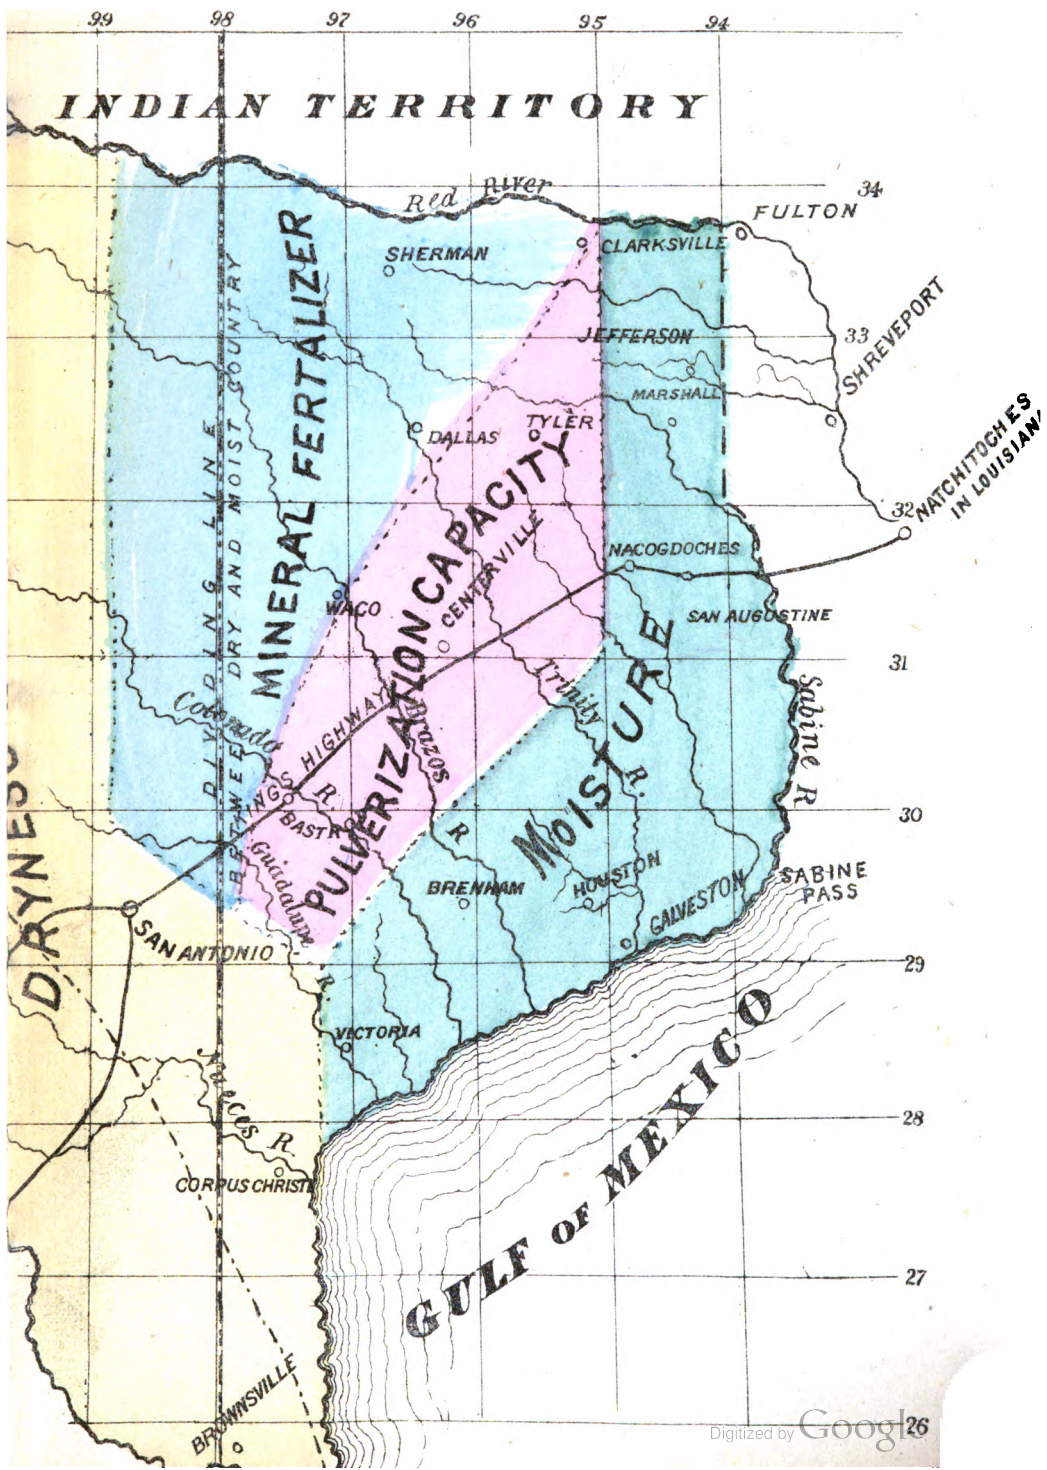 99 98 97 96 95 94
INDIAN TERRITORY
Red River
34
FULTON
CLARKSVILLE
SHERMAN
JEFFERSON
33
SHREVEPORT
MARSHALL
DALLAS
TYLER
32
NATCHITOCHES
IN LOUISIANA
MINERAL FERTALIZER
DIVIDING LINE
BETWEEN DRY AND MOIST COUNTRY
PULVERIZATION CAPACITY
CENTERVILLE
NACOGDOCHES
SAN AUGUSTINE
WACO
31
Sabine R
Colorado
R.
KINGS HIGHWAY
Brazos
R
Trinity
R.
MOISTURE
BASTROP
30
Guadalupe
R.
BRENHAM
HOUSTON
GALVESTON
SABINE
PASS
DRYNESS
SAN ANTONIO
29
VICTORIA
Nueces R.
28
CORPUS CHRISTI
GULF OF MEXICO
27
BROWNSVILLE
26
Digitized by Google